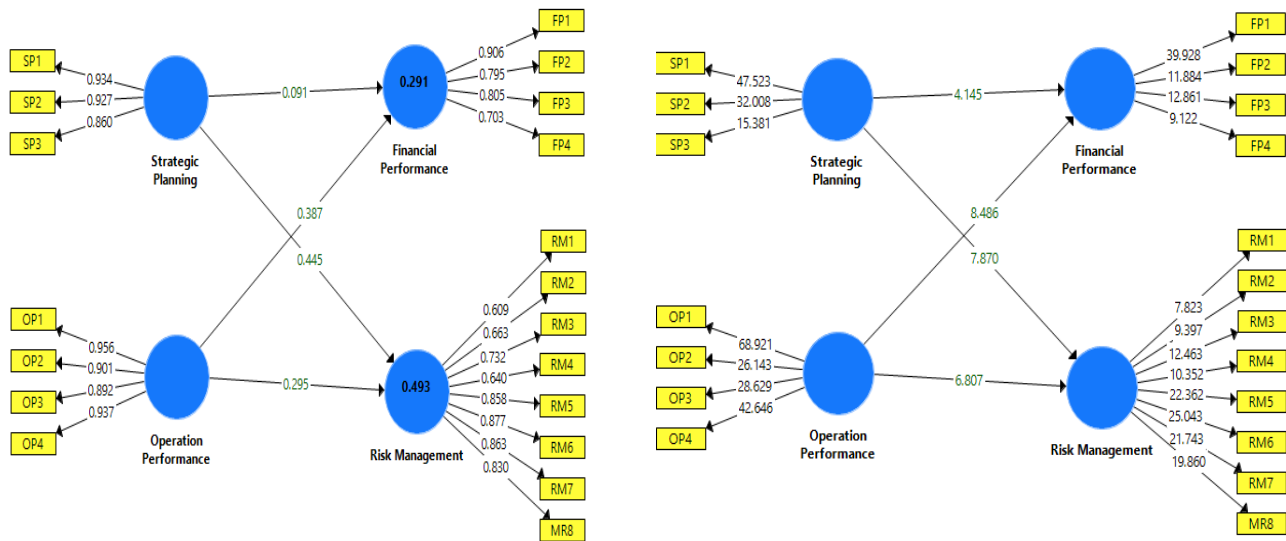 FP1
0.906
SP1
0.934
0.291
0.795
FP2
SP2
0.927
0.091
0.805
FP3
SP3
0.860
0.703
FP4
Strategic
Planning
Financial
Performance
0.387
0.445
RM1
RM2
0.609
OP1
0.663
RM3
0.956
0.732
OP2
0.901
0.640
RM4
0.295
0.493
0.858
RM5
OP3
0.892
0.877
0.937
0.863
RM6
OP4
0.830
Operation
Performance
Risk Management
RM7
MR8
FP1
39.928
SP1
47.523
11.884
FP2
SP2
32.008
4.145
12.861
FP3
SP3
15.381
9.122
FP4
Strategic
Planning
Financial
Performance
8.486
7.870
RM1
RM2
7.823
OP1
9.397
RM3
68.921
12.463
OP2
26.143
10.352
RM4
6.807
22.362
RM5
OP3
28.629
25.043
42.646
21.743
RM6
OP4
19.860
Operation
Performance
Risk Management
RM7
MR8